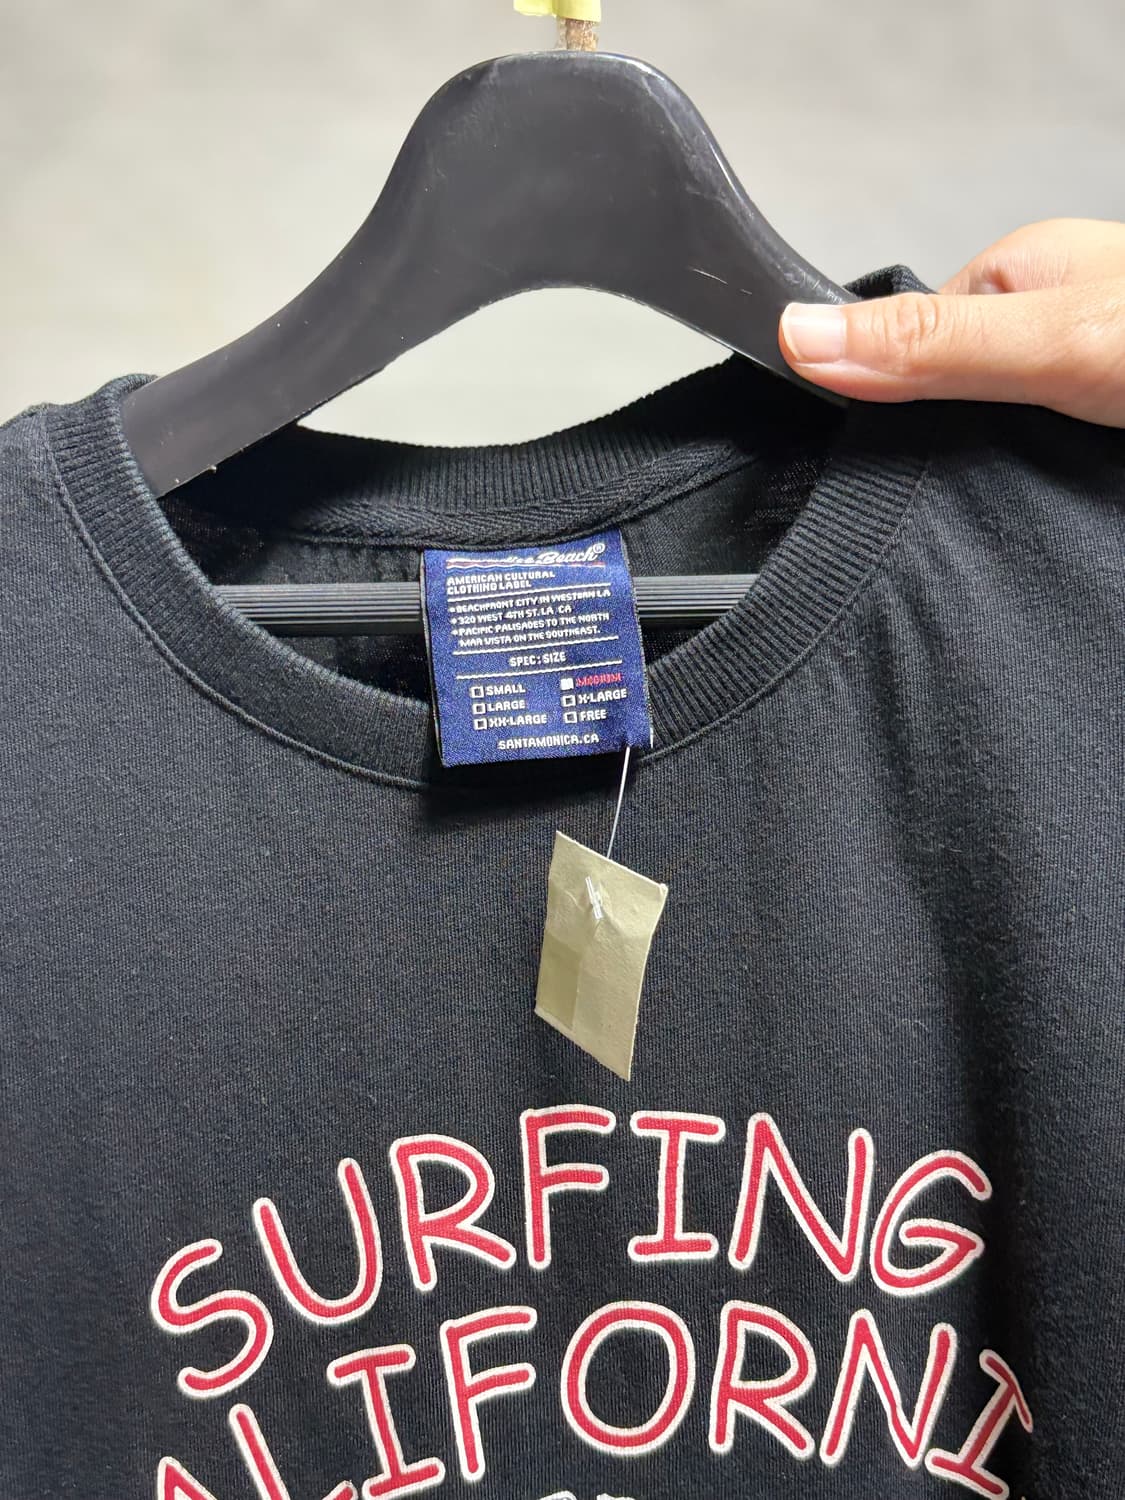 Beach®
AMERICAN CULTURAL
CLOTHING LABEL
•BEACHFRONT CITY IN WESTERN LA
•320 WEST 4TH ST. LA, CA
•PACIFIC PALISADES TO THE NORTH
MAR VISTA ON THE SOUTHEAST.
SPEC: SIZE
SMALL MEDIUM
LARGE X-LARGE
XX-LARGE FREE
SANTAMONICA.CA
SURFING
ALIFORNI